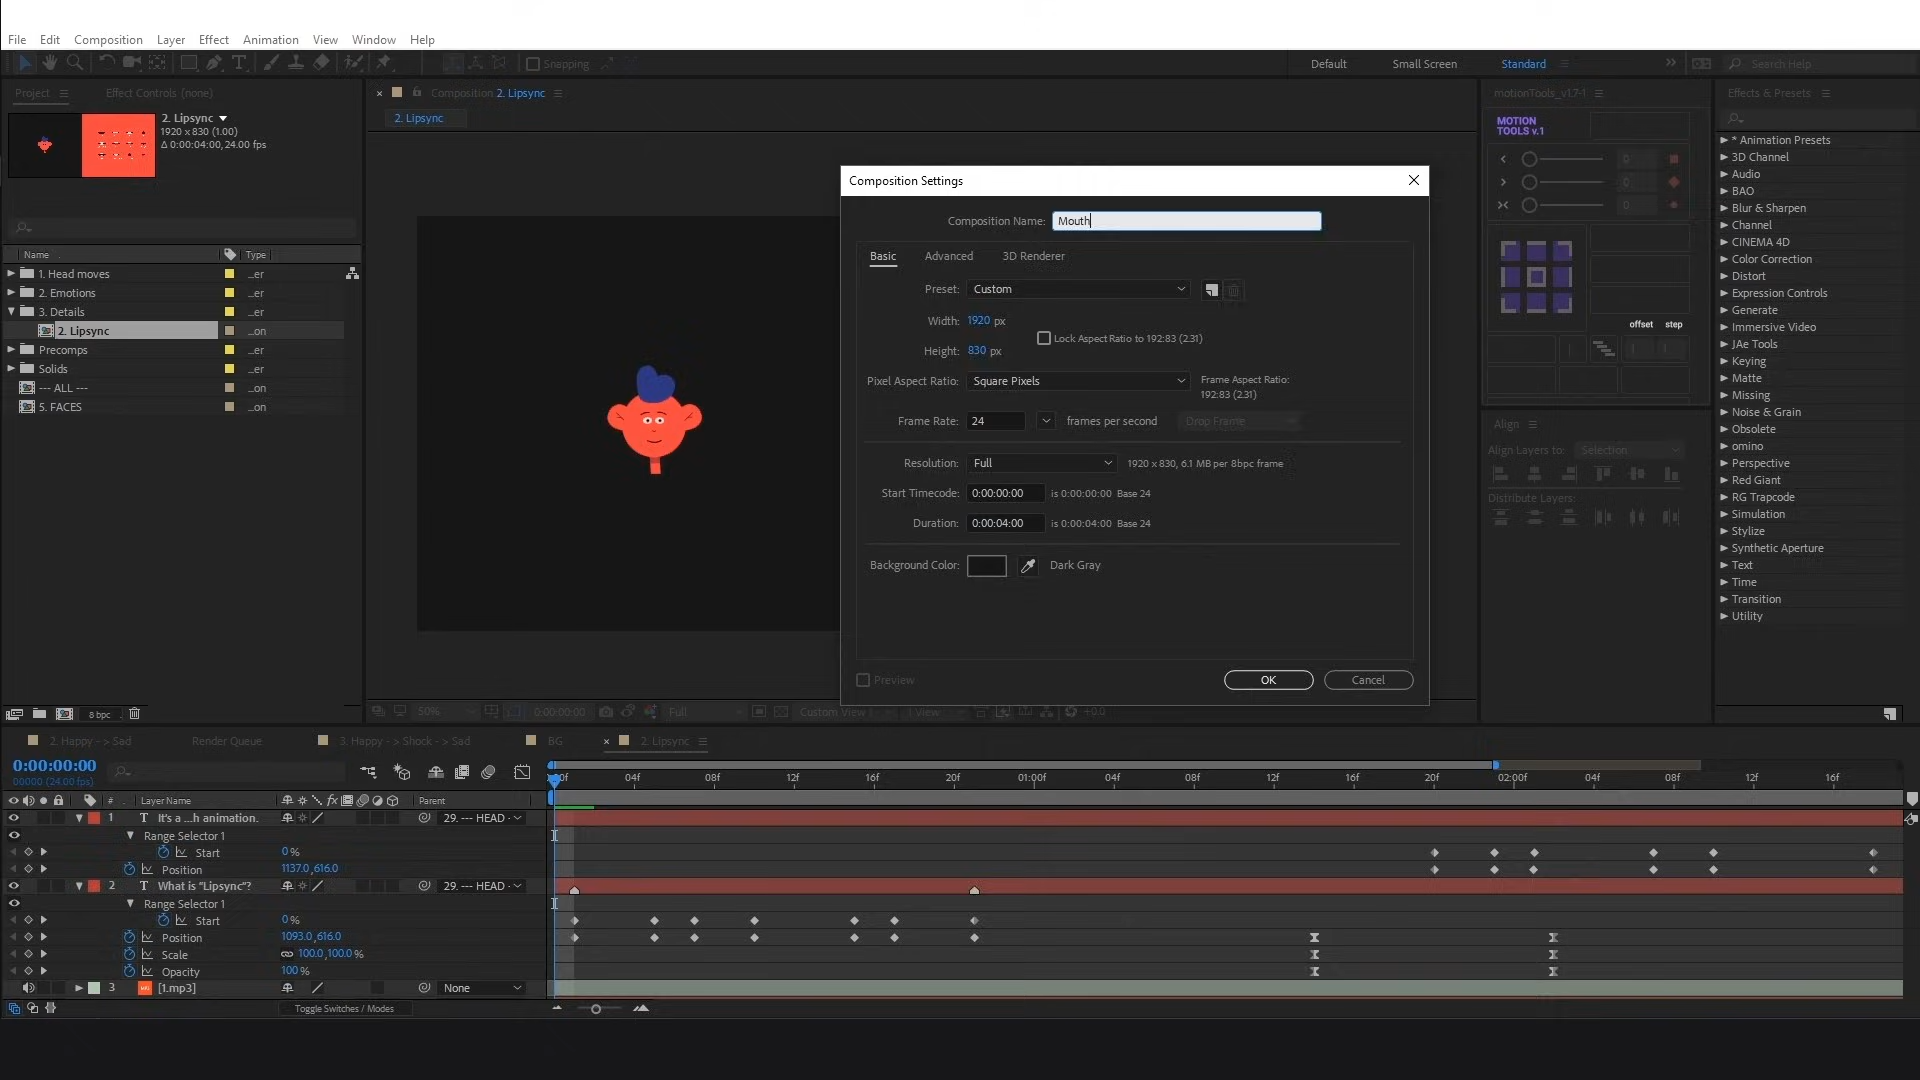 File Edit Composition Layer Effect Animation View Window Help
Snapping
Default Small Screen Standard
Search Help
Project
Effect Controls (none)
Composition 2. Lipsync
motionTools_v1.7-1
Effects & Presets
2. Lipsync
1920 x 830 (1.00)
Δ 0:00:04:00, 24.00 fps
2. Lipsync
Name Type
1. Head moves ...er
2. Emotions ...er
3. Details ...er
2. Lipsync ...on
Precomps ...er
Solids ...er
--- ALL --- ...on
5. FACES ...on
8 bpc
Composition Settings
Composition Name: Mouth
Basic Advanced 3D Renderer
Preset: Custom
Width: 1920 px
Lock Aspect Ratio to 192:83 (2.31)
Height: 830 px
Pixel Aspect Ratio: Square Pixels
Frame Aspect Ratio:
192:83 (2.31)
Frame Rate: 24 frames per second Drop Frame
Resolution: Full 1920 x 830, 6.1 MB per 8bpc frame
Start Timecode: 0:00:00:00 is 0:00:00:00 Base 24
Duration: 0:00:04:00 is 0:00:04:00 Base 24
Background Color: Dark Gray
Preview
OK Cancel
50% 0:00:00:00 Full Custom View 1 View +0.0
MOTION
TOOLS v.1
0
0
0
offset step
Align
Align Layers to: Selection
Distribute Layers:
* Animation Presets
3D Channel
Audio
BAO
Blur & Sharpen
Channel
CINEMA 4D
Color Correction
Distort
Expression Controls
Generate
Immersive Video
JAe Tools
Keying
Matte
Missing
Noise & Grain
Obsolete
omino
Perspective
Red Giant
RG Trapcode
Simulation
Stylize
Synthetic Aperture
Text
Time
Transition
Utility
2. Happy - > Sad Render Queue 3. Happy - > Shock - > Sad BG 2. Lipsync
0:00:00:00
00000 (24.00 fps)
04f 08f 12f 16f 20f 01:00f 04f 08f 12f 16f 20f 02:00f 04f 08f 12f 16f
# Layer Name fx Parent
1 T It's a ...h animation. 29. --- HEAD -
Range Selector 1
Start 0%
Position 1137.0,616.0
2 T What is "Lipsync"? 29. --- HEAD -
Range Selector 1
Start 0%
Position 1093.0,616.0
Scale 100.0,100.0%
Opacity 100%
3 [1.mp3] None
Toggle Switches / Modes